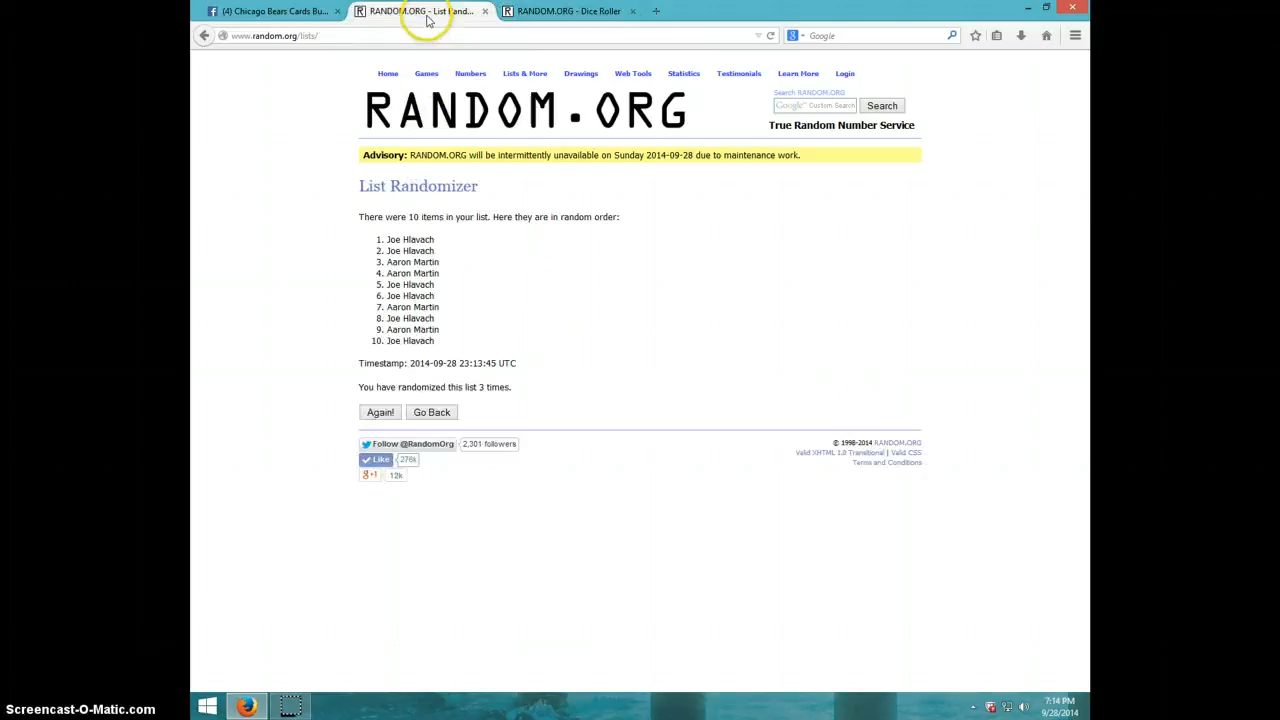 (4) Chicago Bears Cards Bu...
RANDOM.ORG - List Rand...
RANDOM.ORG - Dice Roller
www.random.org/lists/
Google
Home Games Numbers Lists & More Drawings Web Tools Statistics Testimonials Learn More Login
RANDOM.ORG
Search RANDOM.ORG
Google™ Custom Search
Search
True Random Number Service
Advisory: RANDOM.ORG will be intermittently unavailable on Sunday 2014-09-28 due to maintenance work.
List Randomizer
There were 10 items in your list. Here they are in random order:
1. Joe Hlavach
2. Joe Hlavach
3. Aaron Martin
4. Aaron Martin
5. Joe Hlavach
6. Joe Hlavach
7. Aaron Martin
8. Joe Hlavach
9. Aaron Martin
10. Joe Hlavach
Timestamp: 2014-09-28 23:13:45 UTC
You have randomized this list 3 times.
Again! Go Back
Follow @RandomOrg 2,301 followers
Like 276k
+1 12k
© 1998-2014 RANDOM.ORG
Valid XHTML 1.0 Transitional | Valid CSS
Terms and Conditions
7:14 PM
9/28/2014
Screencast-O-Matic.com